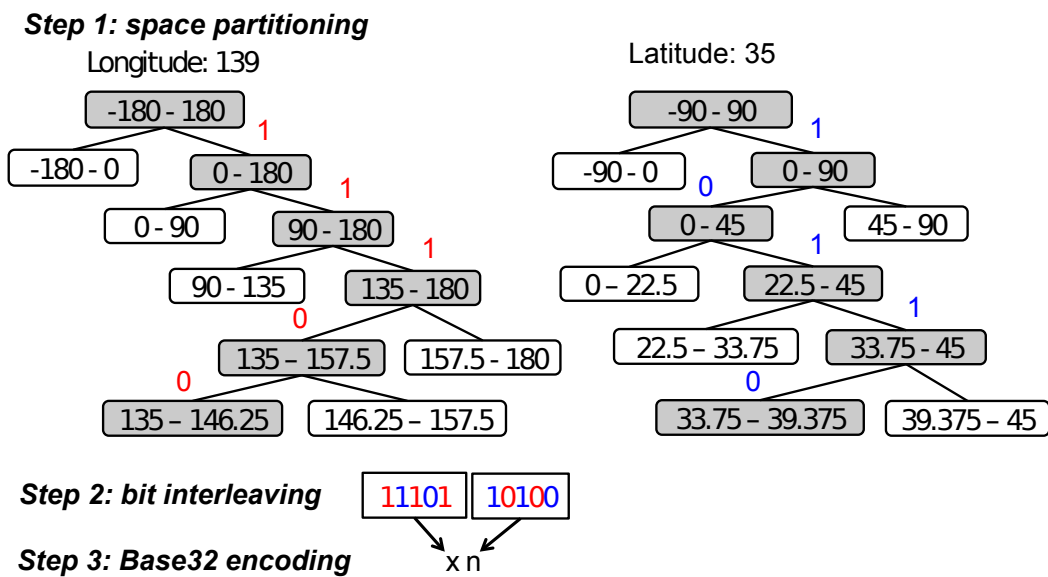 Step 1: space partitioning
Longitude: 139
Latitude: 35
-180 - 180
-90 - 90
1
1
-180 - 0
0 - 180
-90 - 0
0 - 90
1
0
0 - 90
90 - 180
0 - 45
45 - 90
1
1
90 - 135
135 - 180
0 – 22.5
22.5 - 45
0
1
135 – 157.5
157.5 - 180
22.5 – 33.75
33.75 - 45
0
0
135 – 146.25
146.25 - 157.5
33.75 – 39.375
39.375 – 45
Step 2: bit interleaving
11101
10100
Step 3: Base32 encoding
x n